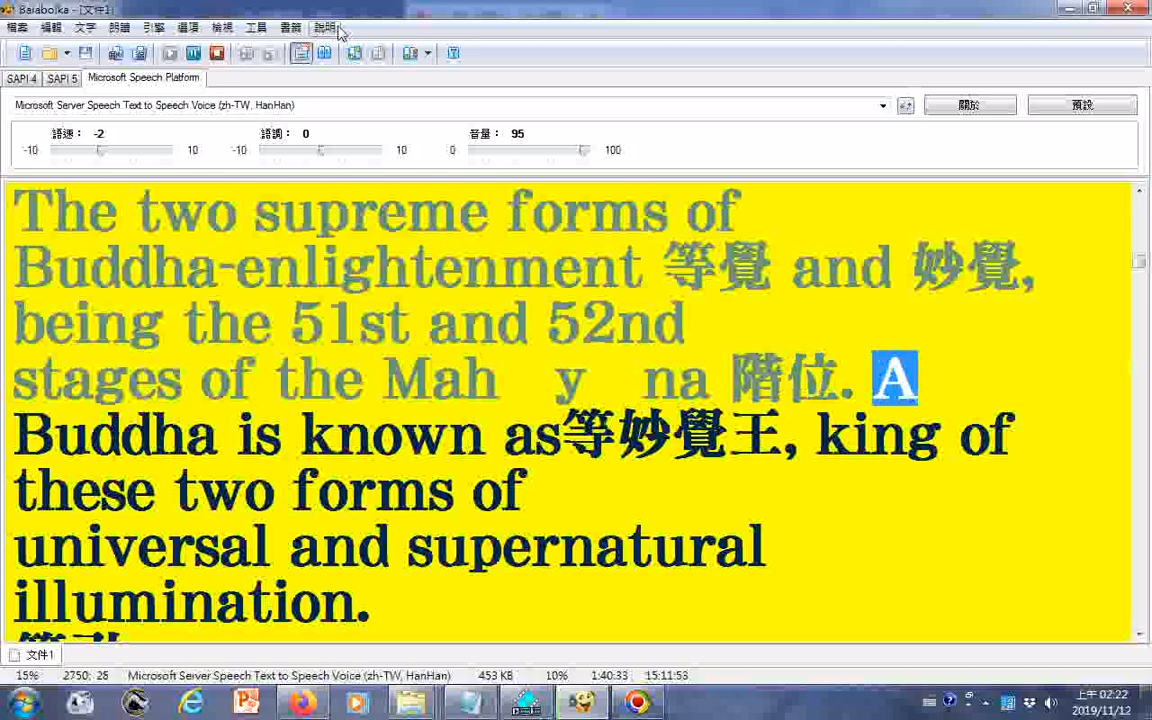 Balabolka - [文件1]
檔案 編輯 文字 朗讀 引擎 選項 檢視 工具 書籤 說明
SAPI 4 SAPI 5 Microsoft Speech Platform
Microsoft Server Speech Text to Speech Voice (zh-TW, HanHan) 關於 預設
語速： -2 語調： 0 音量： 95
-10 10 -10 10 0 100
The two supreme forms of
Buddha-enlightenment 等覺 and 妙覺,
being the 51st and 52nd
stages of the Mah y na 階位. A
Buddha is known as等妙覺王, king of
these two forms of
universal and supernatural
illumination.
文件1
15% 2750; 28 Microsoft Server Speech Text to Speech Voice (zh-TW, HanHan) 453 KB 10% 1:40:33 15:11:53
上午 02:22
2019/11/12